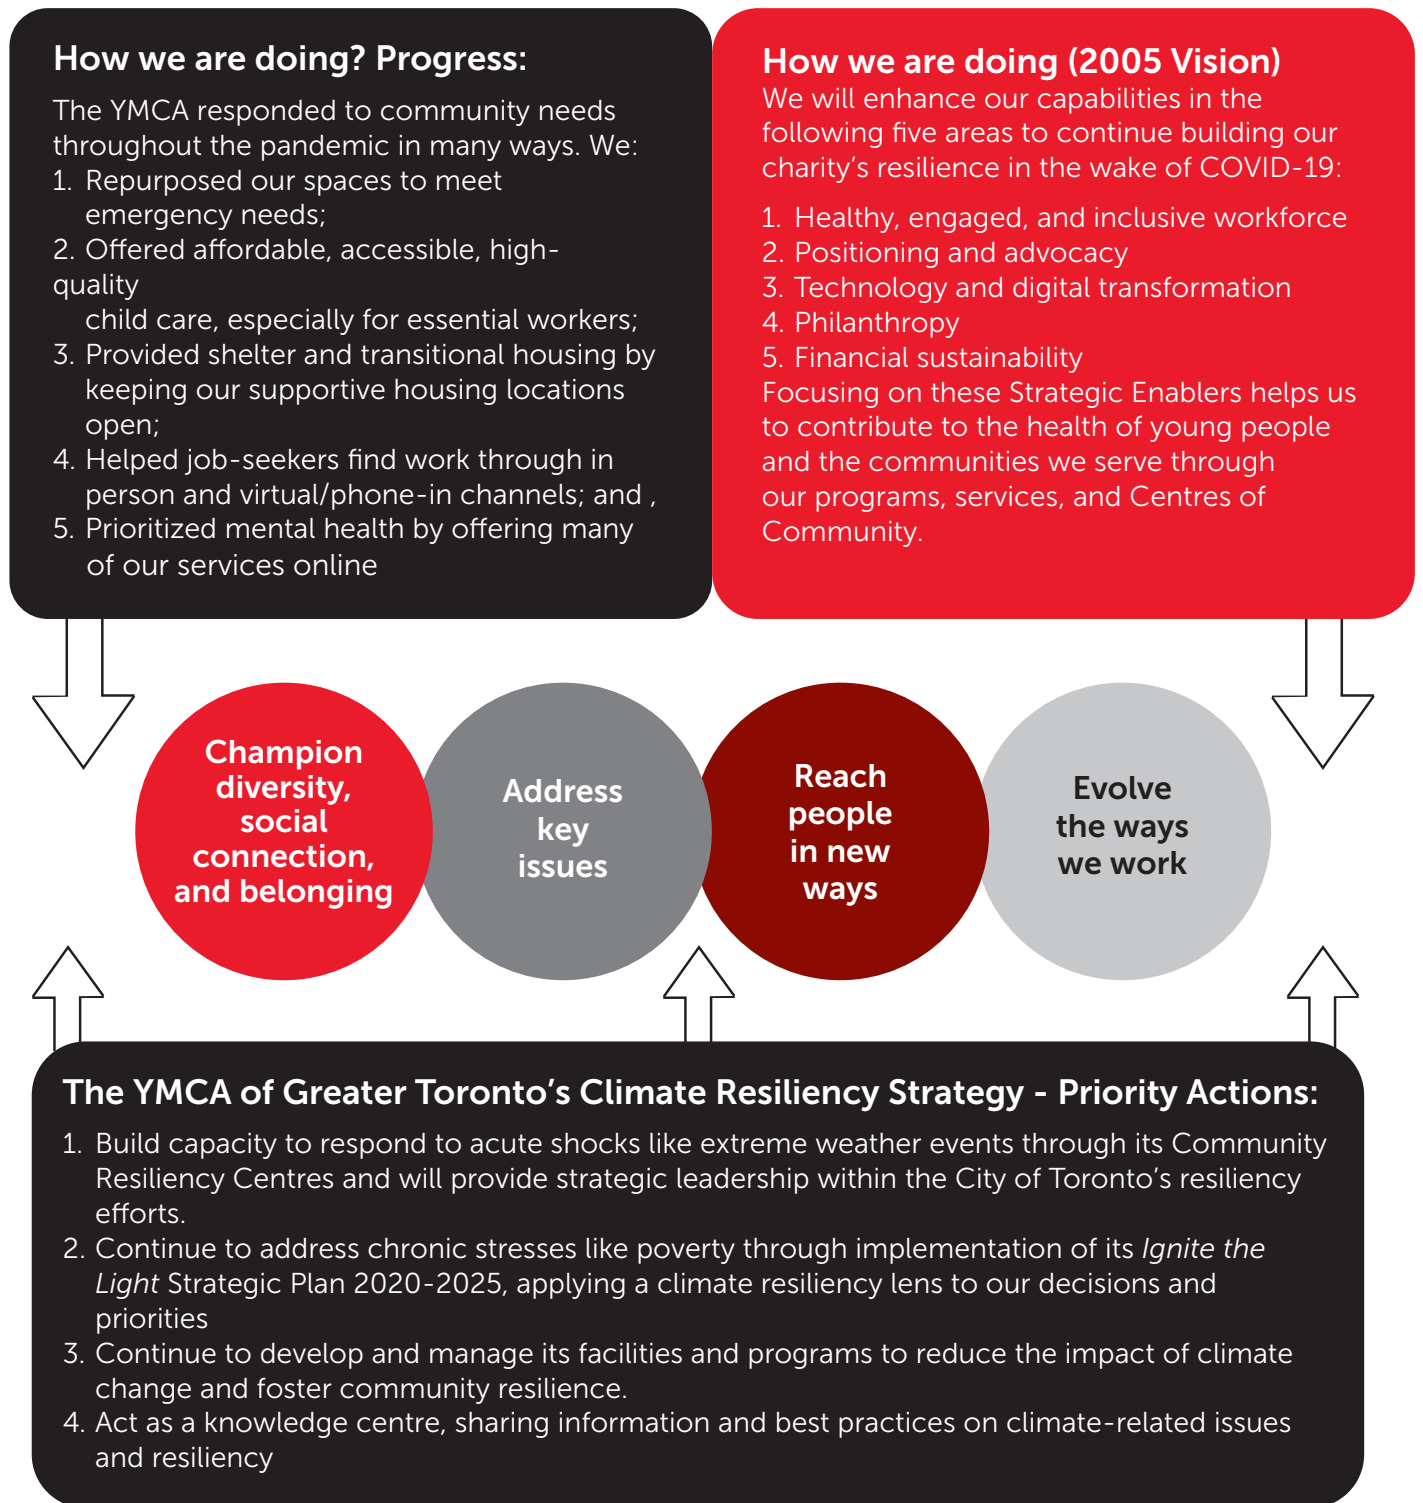 How we are doing? Progress:
The YMCA responded to community needs
throughout the pandemic in many ways. We:
1. Repurposed our spaces to meet
emergency needs;
2. Offered affordable, accessible, high-
quality
child care, especially for essential workers;
3. Provided shelter and transitional housing by
keeping our supportive housing locations
open;
4. Helped job-seekers find work through in
person and virtual/phone-in channels; and ,
5. Prioritized mental health by offering many
of our services online
How we are doing (2005 Vision)
We will enhance our capabilities in the
following five areas to continue building our
charity's resilience in the wake of COVID-19:
1. Healthy, engaged, and inclusive workforce
2. Positioning and advocacy
3. Technology and digital transformation
4. Philanthropy
5. Financial sustainability
Focusing on these Strategic Enablers helps us
to contribute to the health of young people
and the communities we serve through
our programs, services, and Centres of
Community.
Champion
diversity,
social
connection,
and belonging
Address
key
issues
Reach
people
in new
ways
Evolve
the ways
we work
The YMCA of Greater Toronto's Climate Resiliency Strategy - Priority Actions:
1. Build capacity to respond to acute shocks like extreme weather events through its Community
Resiliency Centres and will provide strategic leadership within the City of Toronto's resiliency
efforts.
2. Continue to address chronic stresses like poverty through implementation of its Ignite the
Light Strategic Plan 2020-2025, applying a climate resiliency lens to our decisions and
priorities
3. Continue to develop and manage its facilities and programs to reduce the impact of climate
change and foster community resilience.
4. Act as a knowledge centre, sharing information and best practices on climate-related issues
and resiliency